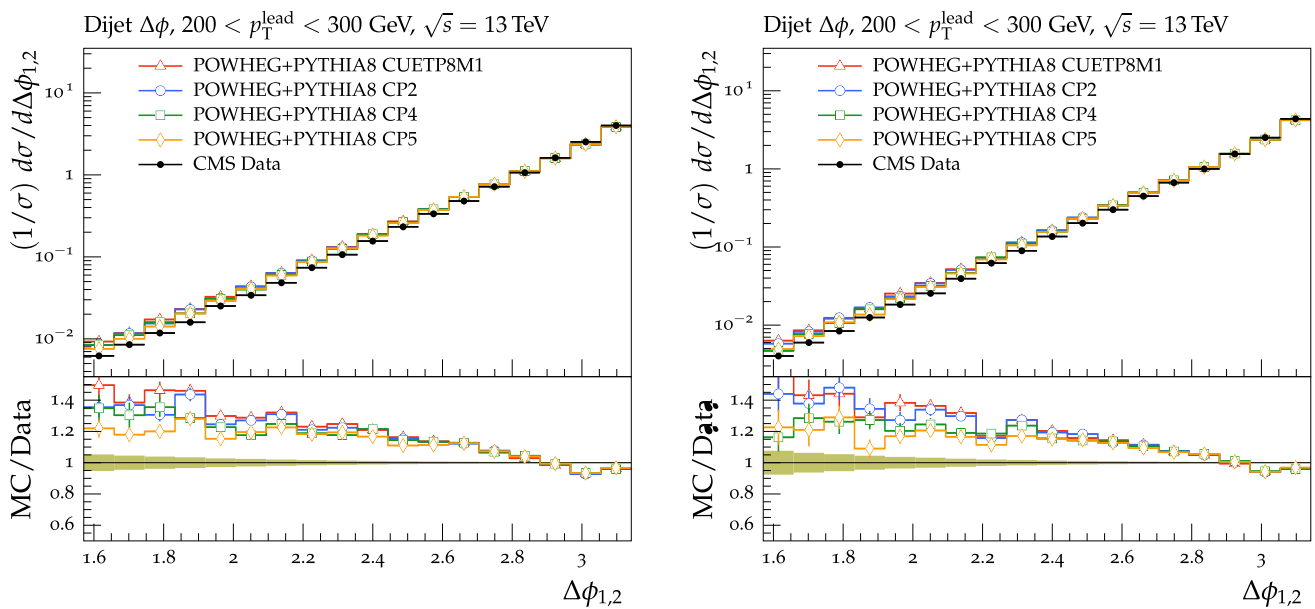 Dijet Δϕ, 200 < p_T^lead < 300 GeV, √s = 13 TeV
(1/σ) dσ/dΔϕ1,2
POWHEG+PYTHIA8 CUETP8M1
POWHEG+PYTHIA8 CP2
POWHEG+PYTHIA8 CP4
POWHEG+PYTHIA8 CP5
CMS Data
10^1
1
10^−1
10^−2
MC/Data
1.4
1.2
1
0.8
0.6
1.6 1.8 2 2.2 2.4 2.6 2.8 3
Δϕ1,2
Dijet Δϕ, 200 < p_T^lead < 300 GeV, √s = 13 TeV
(1/σ) dσ/dΔϕ1,2
POWHEG+PYTHIA8 CUETP8M1
POWHEG+PYTHIA8 CP2
POWHEG+PYTHIA8 CP4
POWHEG+PYTHIA8 CP5
CMS Data
10^1
1
10^−1
10^−2
MC/Data
1.4
1.2
1
0.8
0.6
1.6 1.8 2 2.2 2.4 2.6 2.8 3
Δϕ1,2